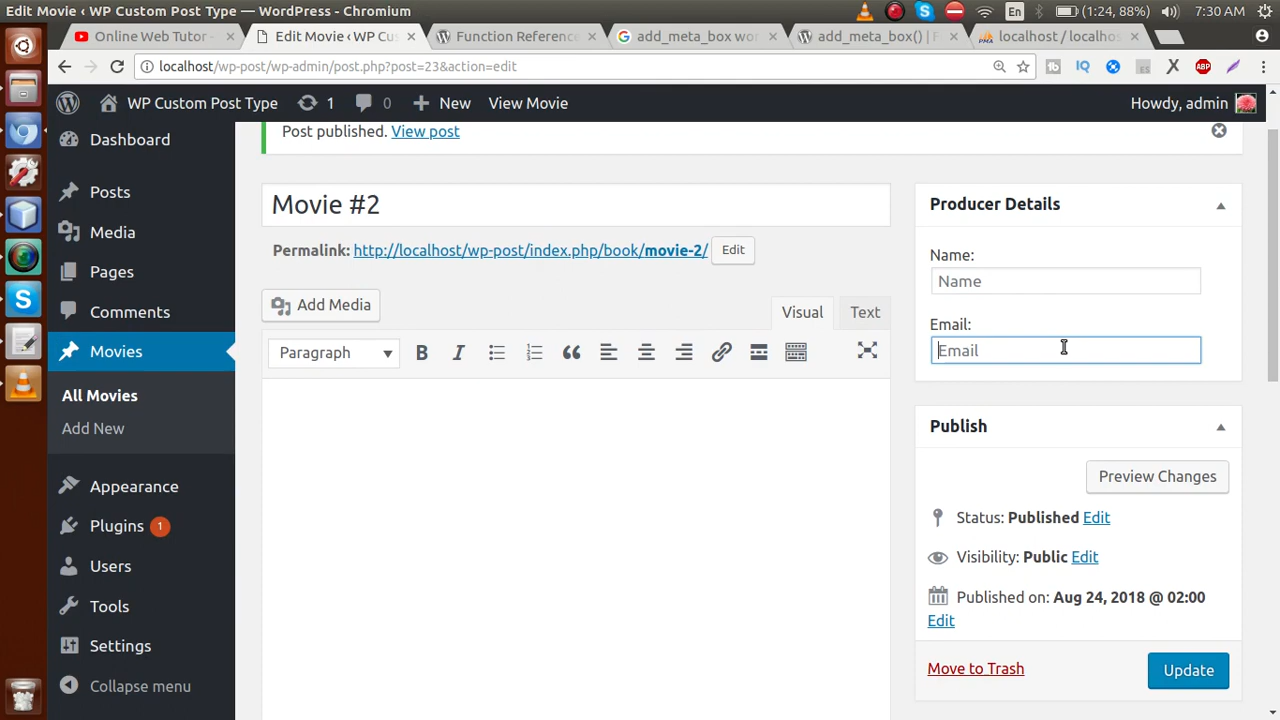 Edit Movie ‹ WP Custom Post Type — WordPress - Chromium
En
(1:24, 88%)
7:30 AM
Online Web Tutor -
Edit Movie ‹ WP Cust
Function Reference
add_meta_box wor
add_meta_box() | F
localhost / localhos
localhost/wp-post/wp-admin/post.php?post=23&action=edit
IQ
ABP
WP Custom Post Type
1
0
New
View Movie
Howdy, admin
Dashboard
Posts
Media
Pages
Comments
Movies
All Movies
Add New
Appearance
Plugins 1
Users
Tools
Settings
Collapse menu
Post published. View post
Movie #2
Permalink: http://localhost/wp-post/index.php/book/movie-2/ Edit
Add Media
Visual
Text
Paragraph
B
I
Producer Details
Name:
Name
Email:
Email
Publish
Preview Changes
Status: Published Edit
Visibility: Public Edit
Published on: Aug 24, 2018 @ 02:00
Edit
Move to Trash
Update